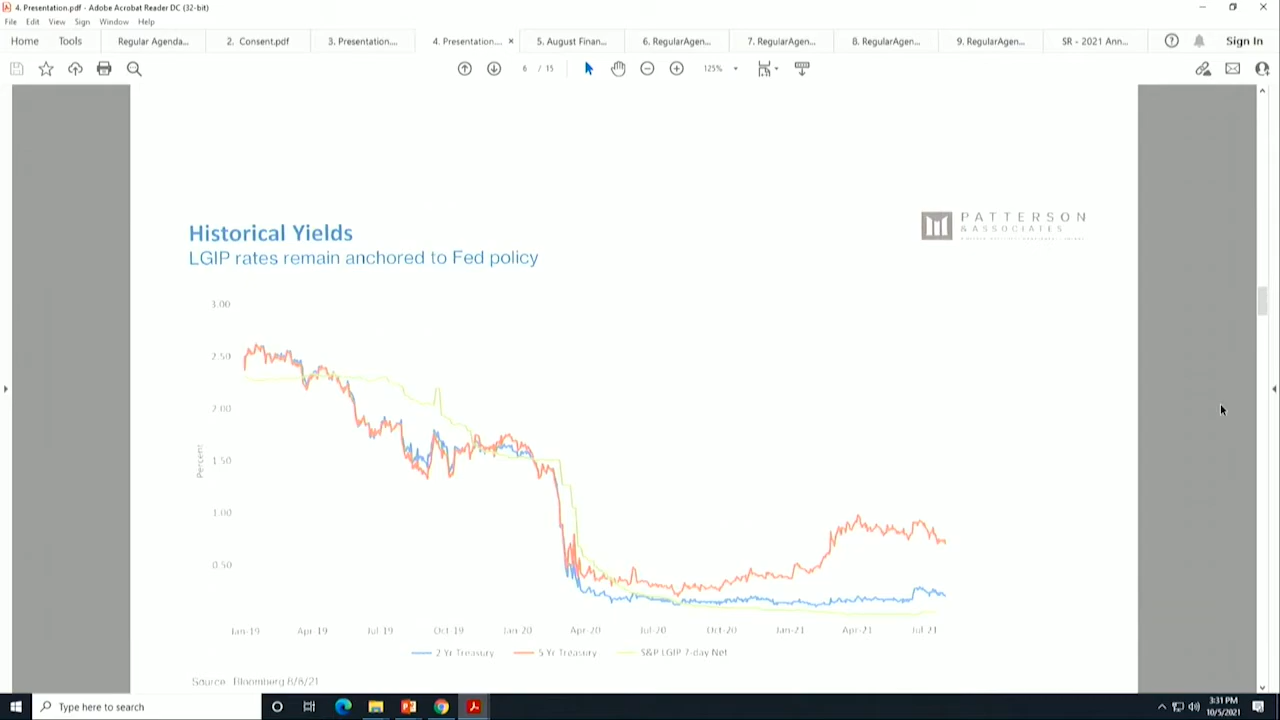 4. Presentation.pdf - Adobe Acrobat Reader DC (32-bit)
File Edit View Sign Window Help
Home Tools Regular Agenda... 2. Consent.pdf 3. Presentation.... 4. Presentation.... × 5. August Finan... 6. RegularAgen... 7. RegularAgen... 8. RegularAgen... 9. RegularAgen... SR - 2021 Ann... Sign In
6 / 15 125%
PATTERSON
& ASSOCIATES
Historical Yields
LGIP rates remain anchored to Fed policy
3.00
2.50
2.00
1.50
1.00
0.50
Percent
Jan-19 Apr-19 Jul-19 Oct-19 Jan-20 Apr-20 Jul-20 Oct-20 Jan-21 Apr-21 Jul-21
2 Yr Treasury 5 Yr Treasury S&P LGIP 7-day Net
Source: Bloomberg
Type here to search
3:31 PM
10/5/2021